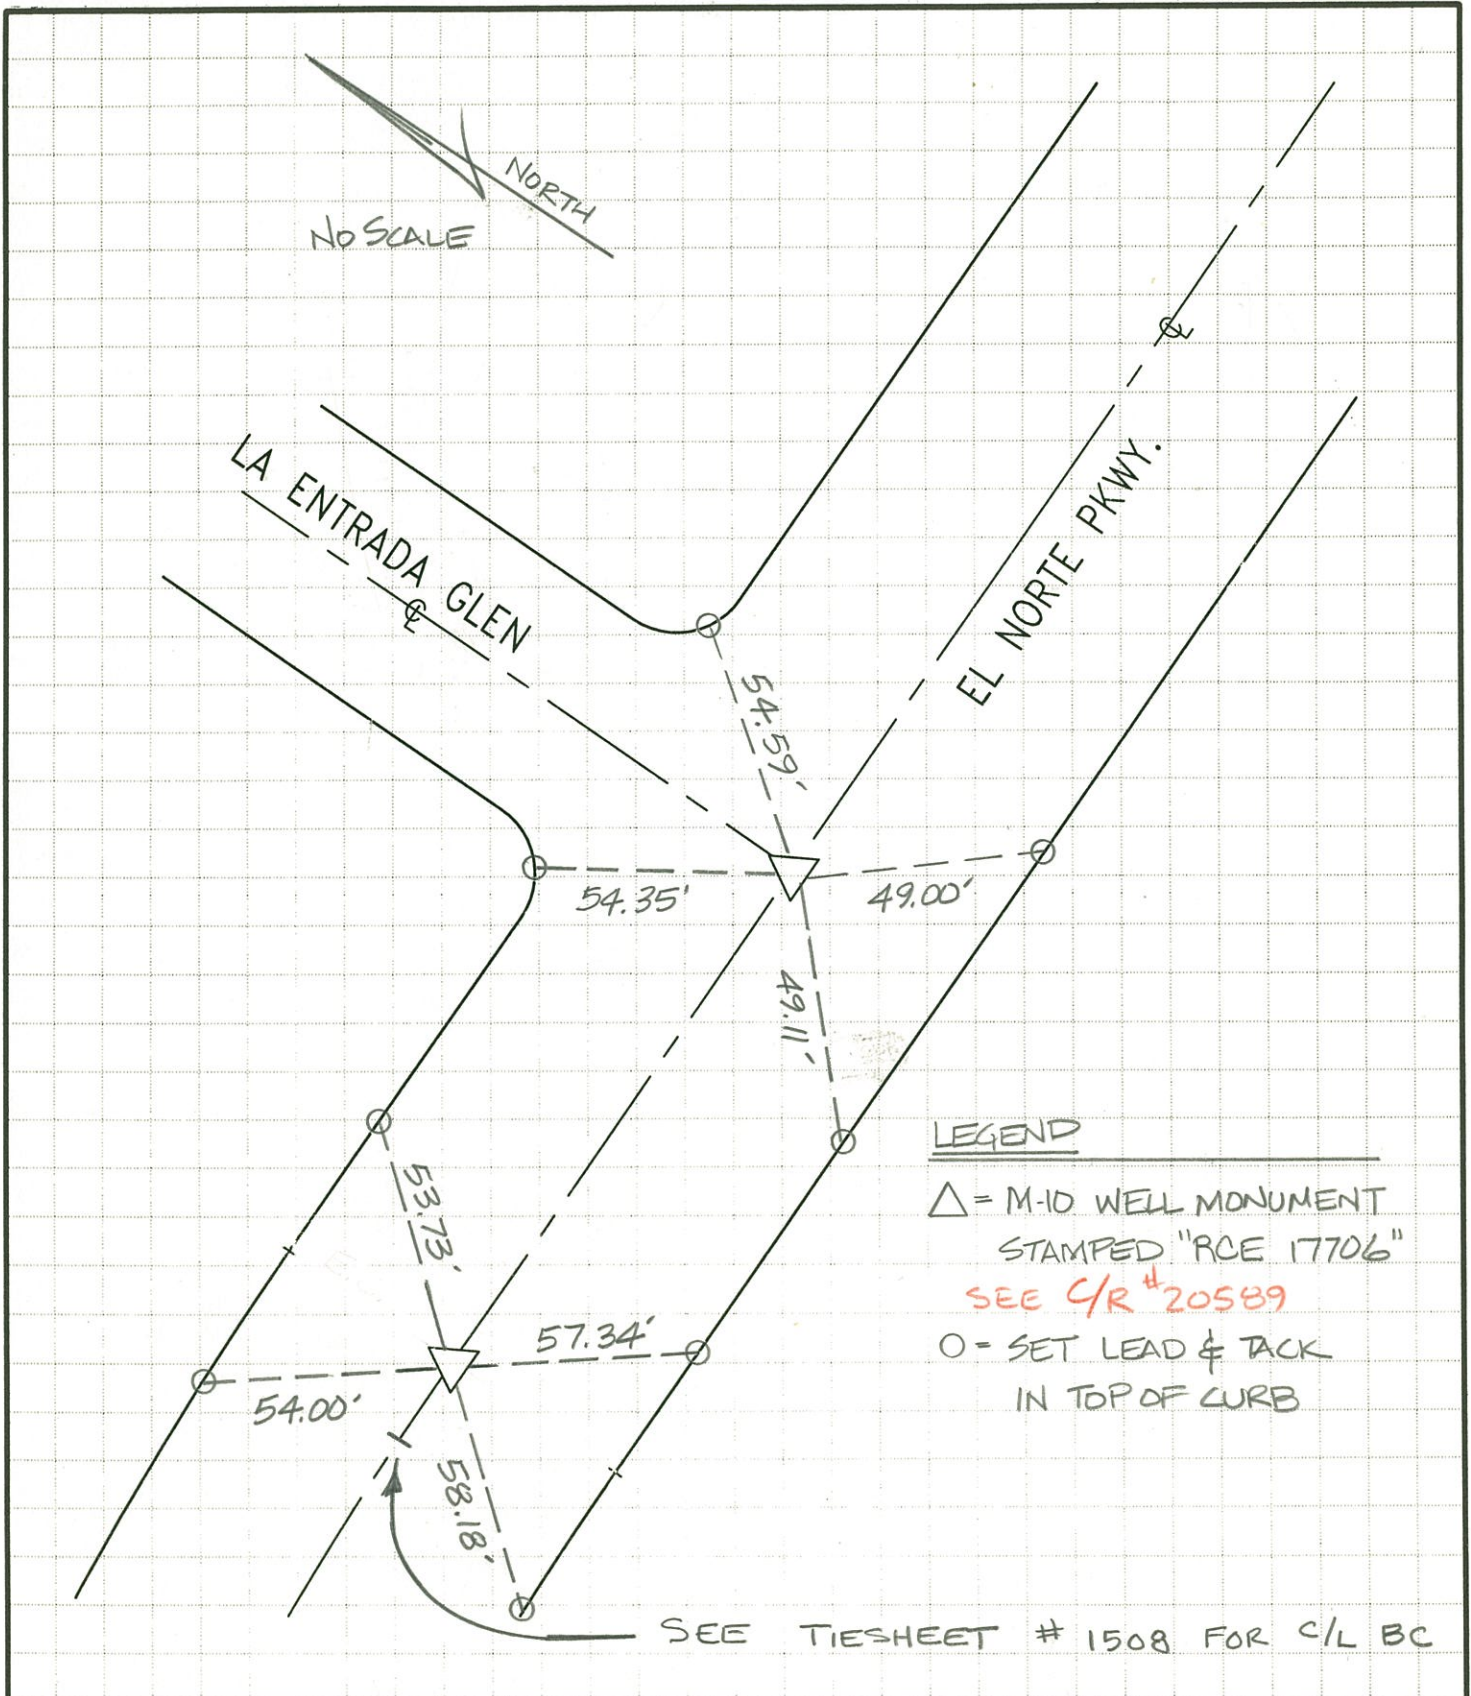 NORTH
NO SCALE
LA ENTRADA GLEN
℄
EL NORTE PKWY.
℄
54.59'
54.35'
49.00'
49.11'
53.73'
57.34'
54.00'
58.18'
LEGEND
△ = M-10 WELL MONUMENT
STAMPED "RCE 17706"
SEE C/R #20589
O = SET LEAD & TACK
IN TOP OF CURB
SEE TIESHEET # 1508 FOR C/L BC